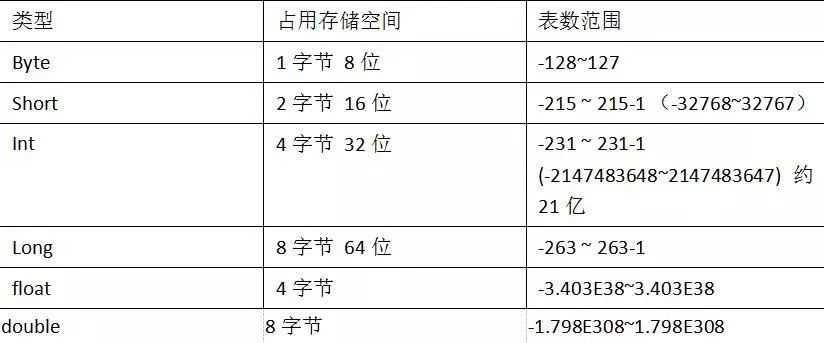 类型 占用存储空间 表数范围
Byte 1 字节 8 位 -128~127
Short 2 字节 16 位 -215 ~ 215-1 （-32768~32767）
Int 4 字节 32 位 -231 ~ 231-1
(-2147483648~2147483647) 约
21 亿
Long 8 字节 64 位 -263 ~ 263-1
float 4 字节 -3.403E38~3.403E38
double 8 字节 -1.798E308~1.798E308